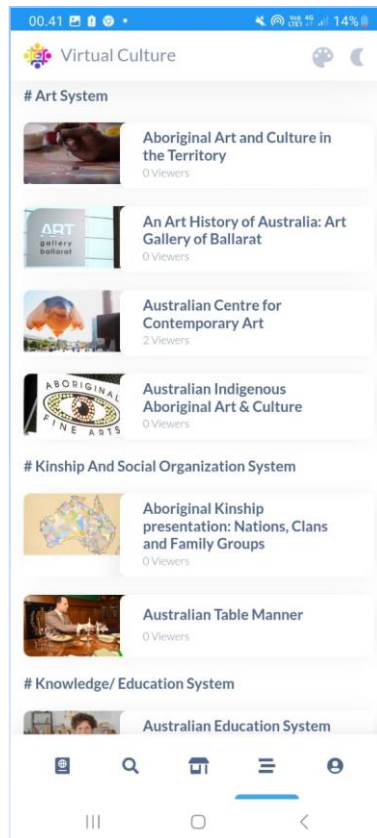 00.41 14%
Virtual Culture
# Art System
Aboriginal Art and Culture in
the Territory
0 Viewers
ART
gallery
ballarat
An Art History of Australia: Art
Gallery of Ballarat
0 Viewers
Australian Centre for
Contemporary Art
2 Viewers
ABORIGINAL
FINE ARTS
Australian Indigenous
Aboriginal Art & Culture
0 Viewers
# Kinship And Social Organization System
Aboriginal Kinship
presentation: Nations, Clans
and Family Groups
0 Viewers
Australian Table Manner
0 Viewers
# Knowledge/ Education System
Australian Education System